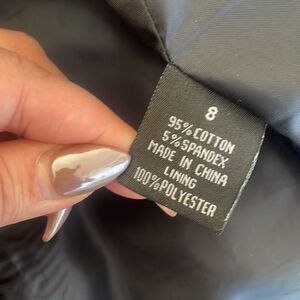 8
95% COTTON
5% SPANDEX
MADE IN CHINA
LINING
100% POLYESTER